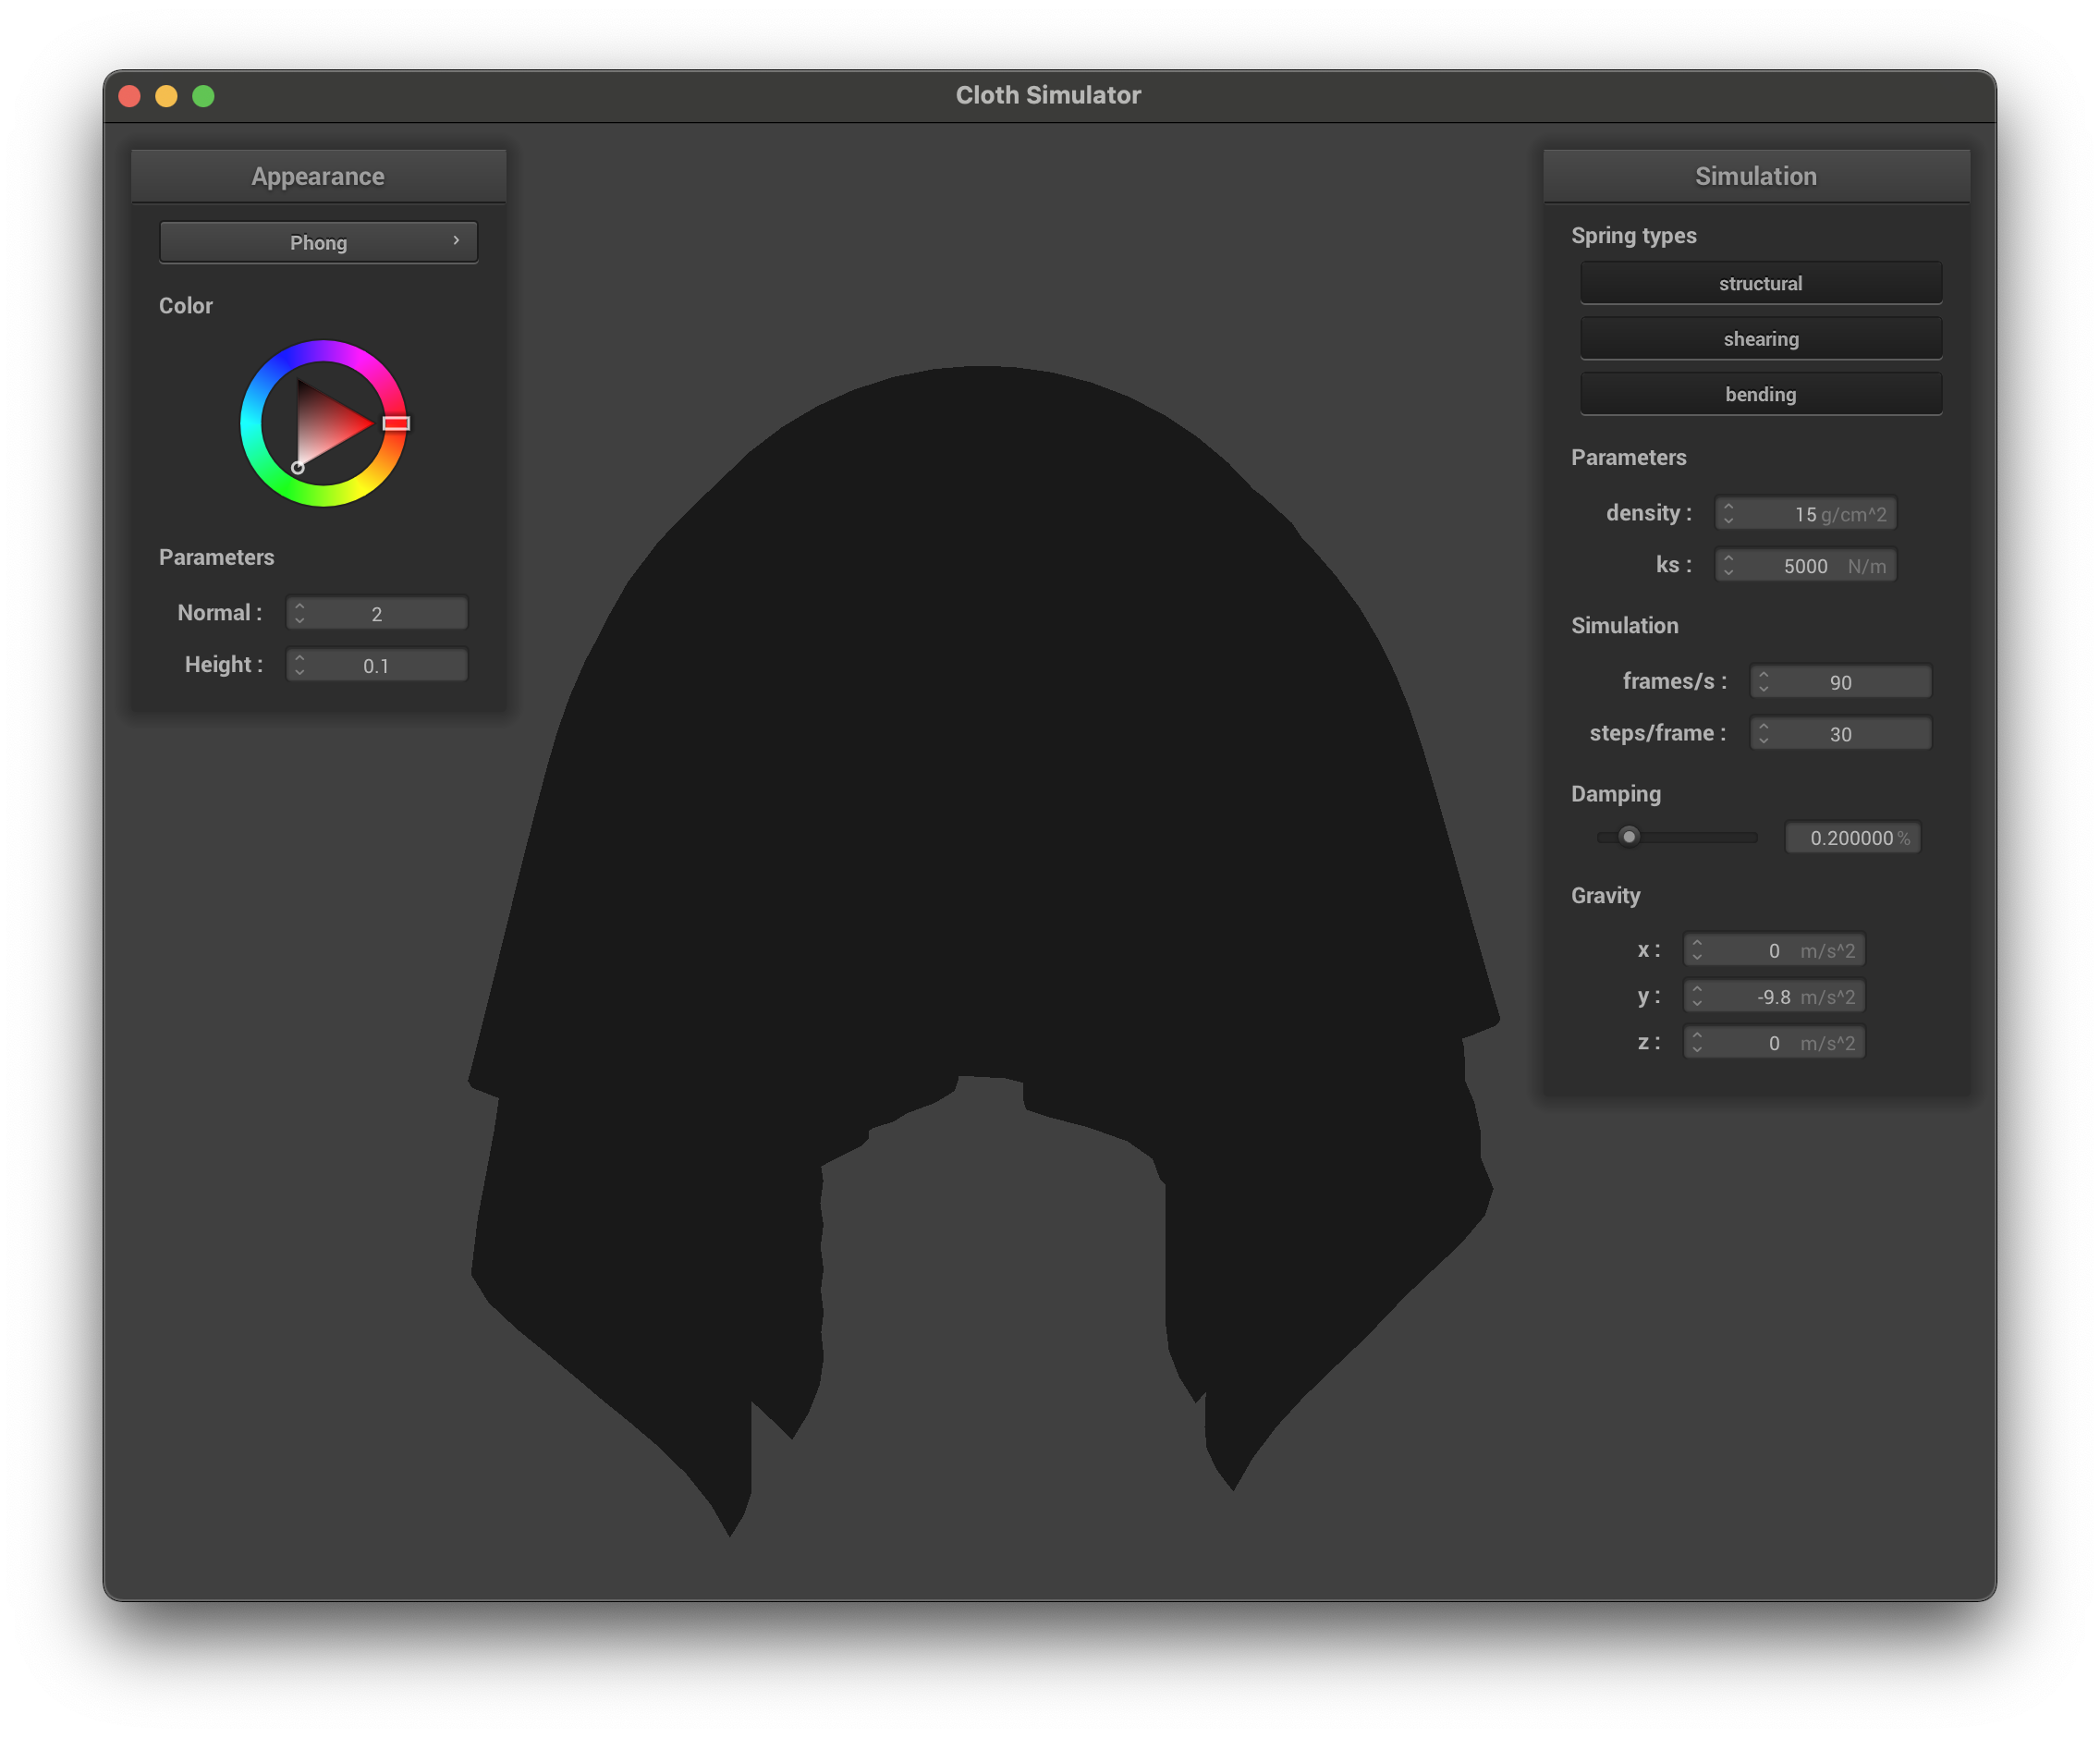 Cloth Simulator
Appearance
Phong
Color
Parameters
Normal : 2
Height : 0.1
Simulation
Spring types
structural
shearing
bending
Parameters
density : 15 g/cm^2
ks : 5000 N/m
Simulation
frames/s : 90
steps/frame : 30
Damping
0.200000 %
Gravity
x : 0 m/s^2
y : -9.8 m/s^2
z : 0 m/s^2